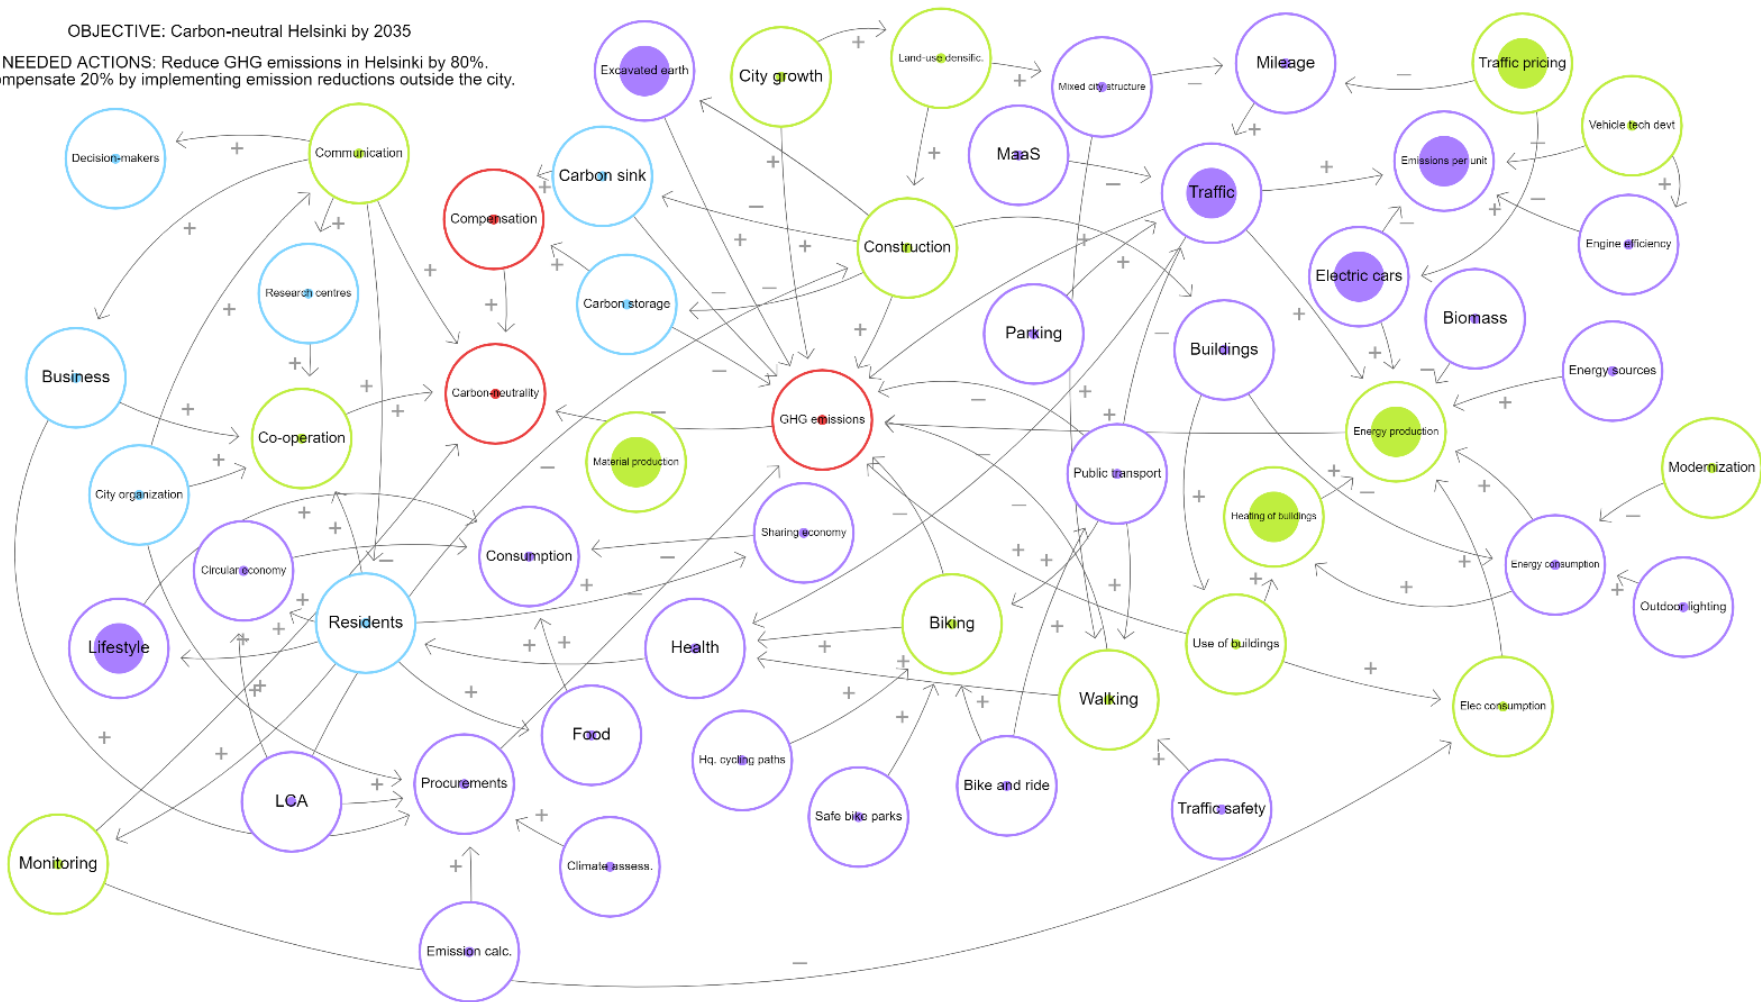 OBJECTIVE: Carbon-neutral Helsinki by 2035
NEEDED ACTIONS: Reduce GHG emissions in Helsinki by 80%.
ompensate 20% by implementing emission reductions outside the city.
Excavated earth
City growth
Land-use densific.
Mixed city structure
Mileage
Traffic pricing
Vehicle tech devt
Decision-makers
Communication
Carbon sink
MaaS
Emissions per unit
Compensation
Traffic
Construction
Engine efficiency
Research centres
Carbon storage
Electric cars
Parking
Biomass
Buildings
Business
Energy sources
Carbon-neutrality
GHG emissions
Co-operation
Energy production
Material production
Modernization
Public transport
City organization
Heating of buildings
Sharing economy
Circular economy
Consumption
Energy consumption
Outdoor lighting
Residents
Biking
Lifestyle
Health
Use of buildings
Walking
Elec consumption
Food
Hq. cycling paths
Procurements
Bike and ride
LCA
Safe bike parks
Traffic safety
Monitoring
Climate assess.
Emission calc.